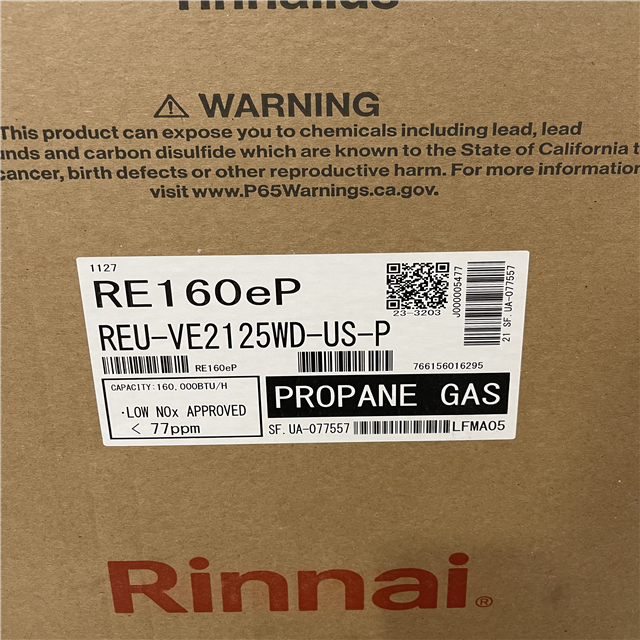 ⚠ WARNING
This product can expose you to chemicals including lead, lead
and carbon disulfide which are known to the State of California
cancer, birth defects or other reproductive harm. For more information
visit www.P65Warnings.ca.gov.
1127
RE160eP
23-3203
J000005477
21 SF. UA-077557
REU-VE2125WD-US-P
RE160eP
766156016295
CAPACITY:160,000BTU/H
·LOW NOx APPROVED
< 77ppm
PROPANE GAS
SF. UA-077557
LFMA05
Rinnai®